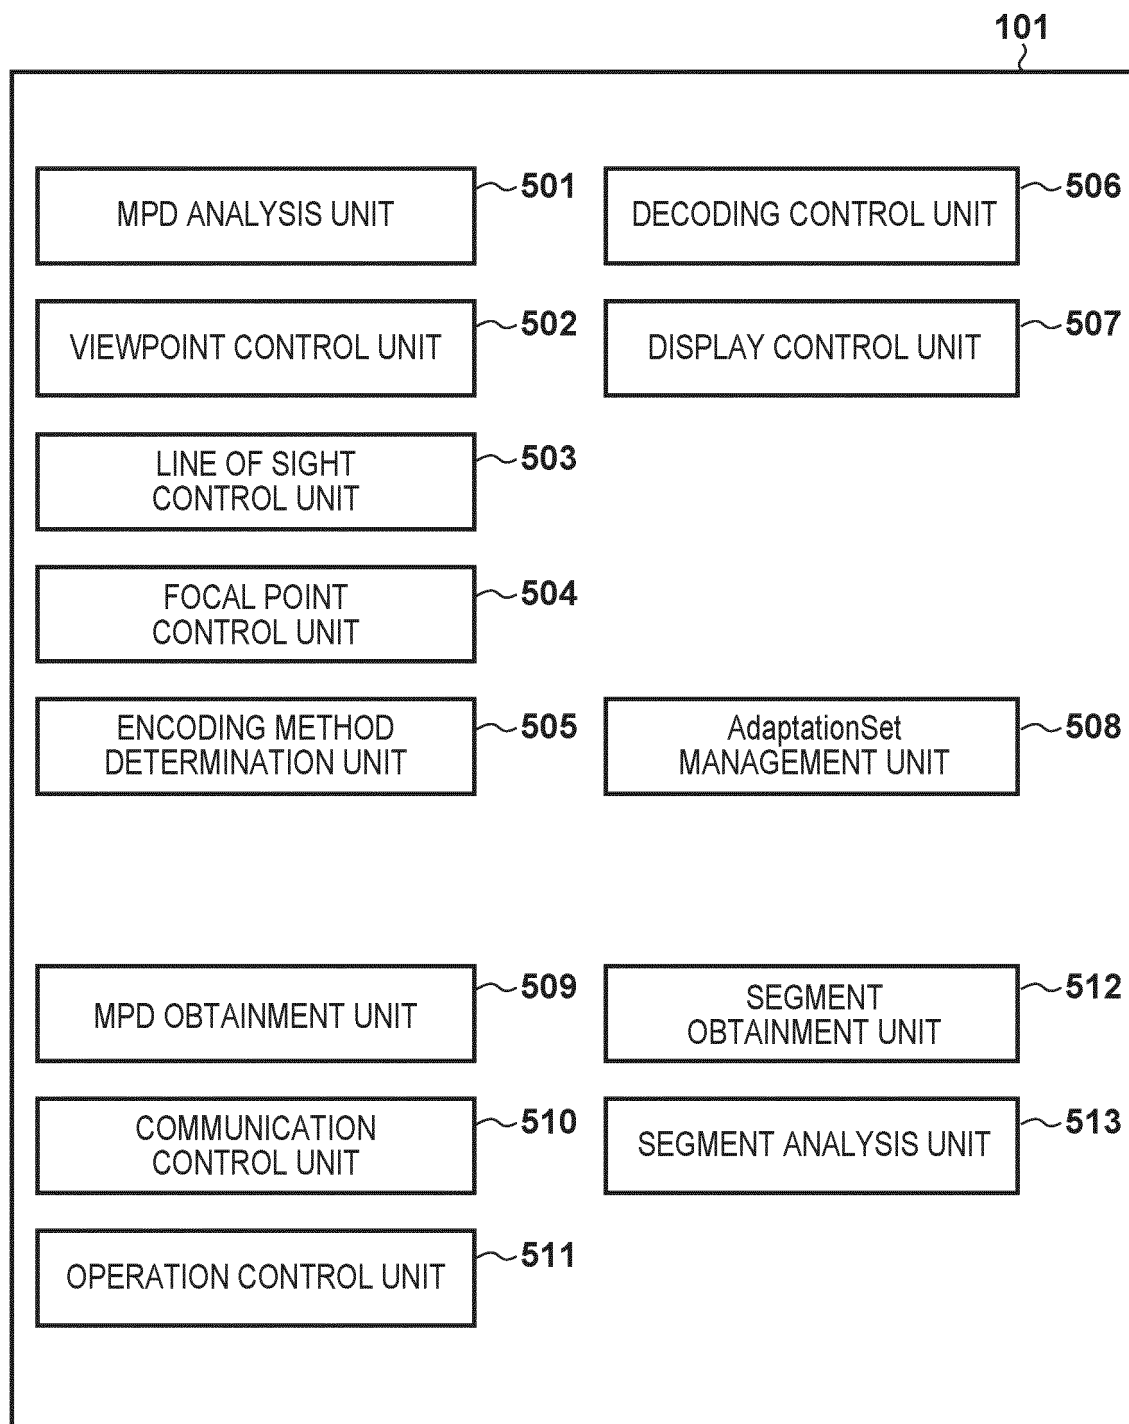 101
MPD ANALYSIS UNIT
501
DECODING CONTROL UNIT
506
VIEWPOINT CONTROL UNIT
502
DISPLAY CONTROL UNIT
507
LINE OF SIGHT
CONTROL UNIT
503
FOCAL POINT
CONTROL UNIT
504
ENCODING METHOD
DETERMINATION UNIT
505
AdaptationSet
MANAGEMENT UNIT
508
MPD OBTAINMENT UNIT
509
SEGMENT
OBTAINMENT UNIT
512
COMMUNICATION
CONTROL UNIT
510
SEGMENT ANALYSIS UNIT
513
OPERATION CONTROL UNIT
511